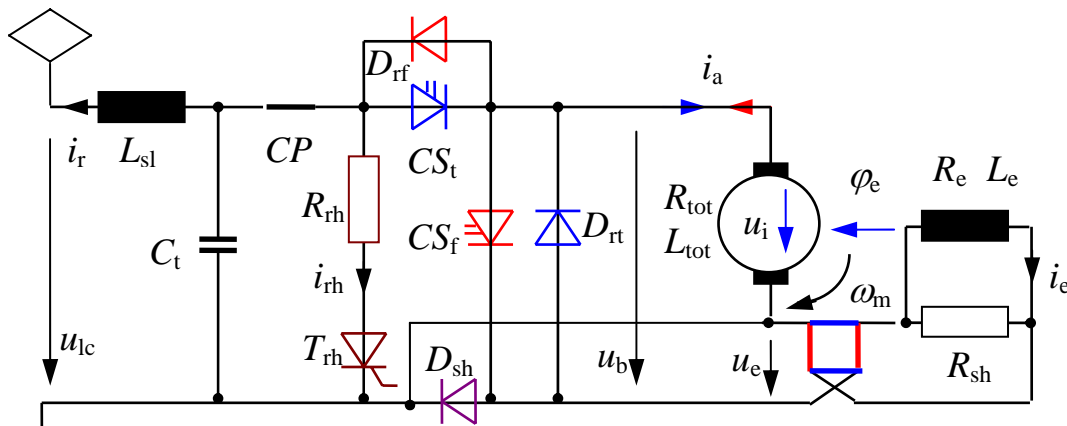 D_rf
i_a
i_r
L_sl
CP
CS_t
R_e L_e
φ_e
R_rh
R_tot
L_tot
u_i
C_t
CS_f
D_rt
i_rh
i_e
ω_m
u_lc
T_rh
D_sh
u_b
u_e
R_sh